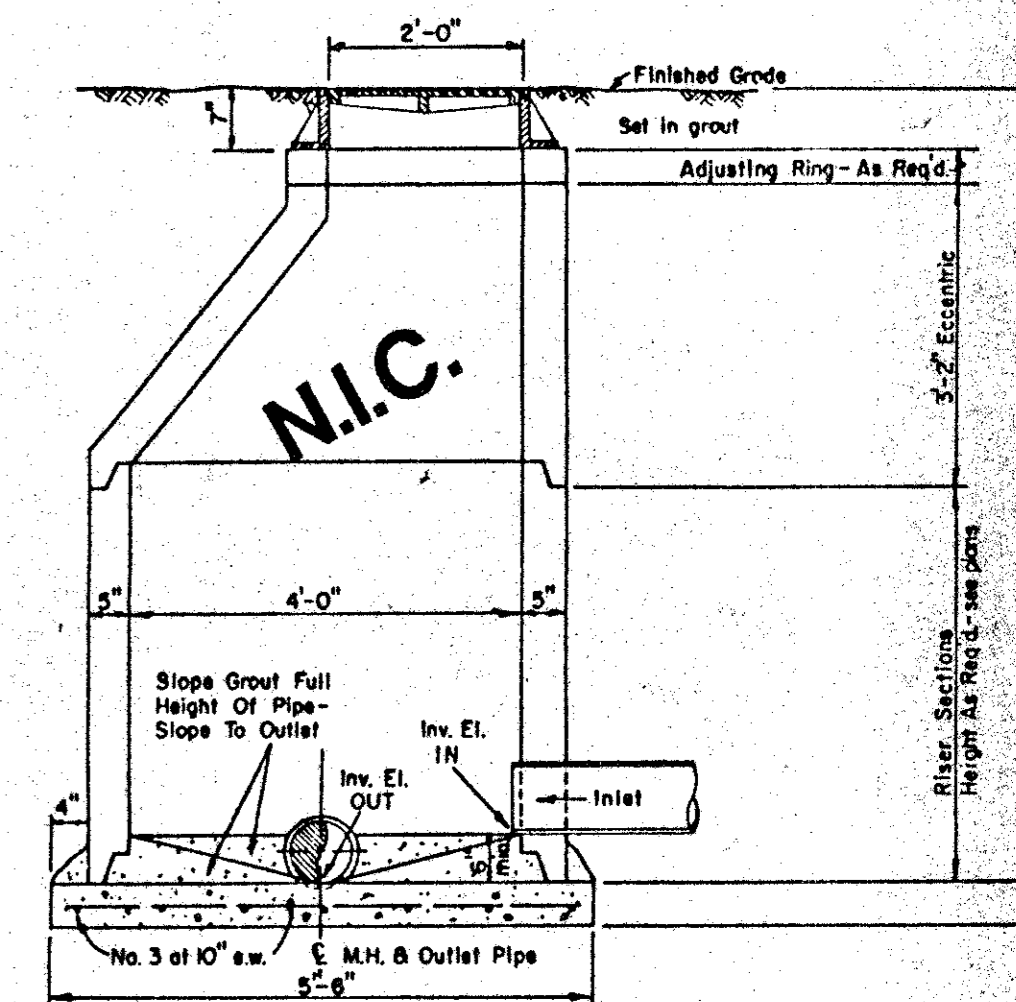 2'-0"
Finished Grade
7"
Set in grout
Adjusting Ring - As Req'd.
3'-2" Eccentric
N.I.C.
5"
4'-0"
5"
Riser Sections
Height As Req'd.- see plans
Slope Grout Full
Height Of Pipe-
Slope To Outlet
Inv. El.
IN
Inv. El.
OUT
Inlet
4"
6"
min.
No. 3 at 10" e.w.
℄ M.H. & Outlet Pipe
5'-6"